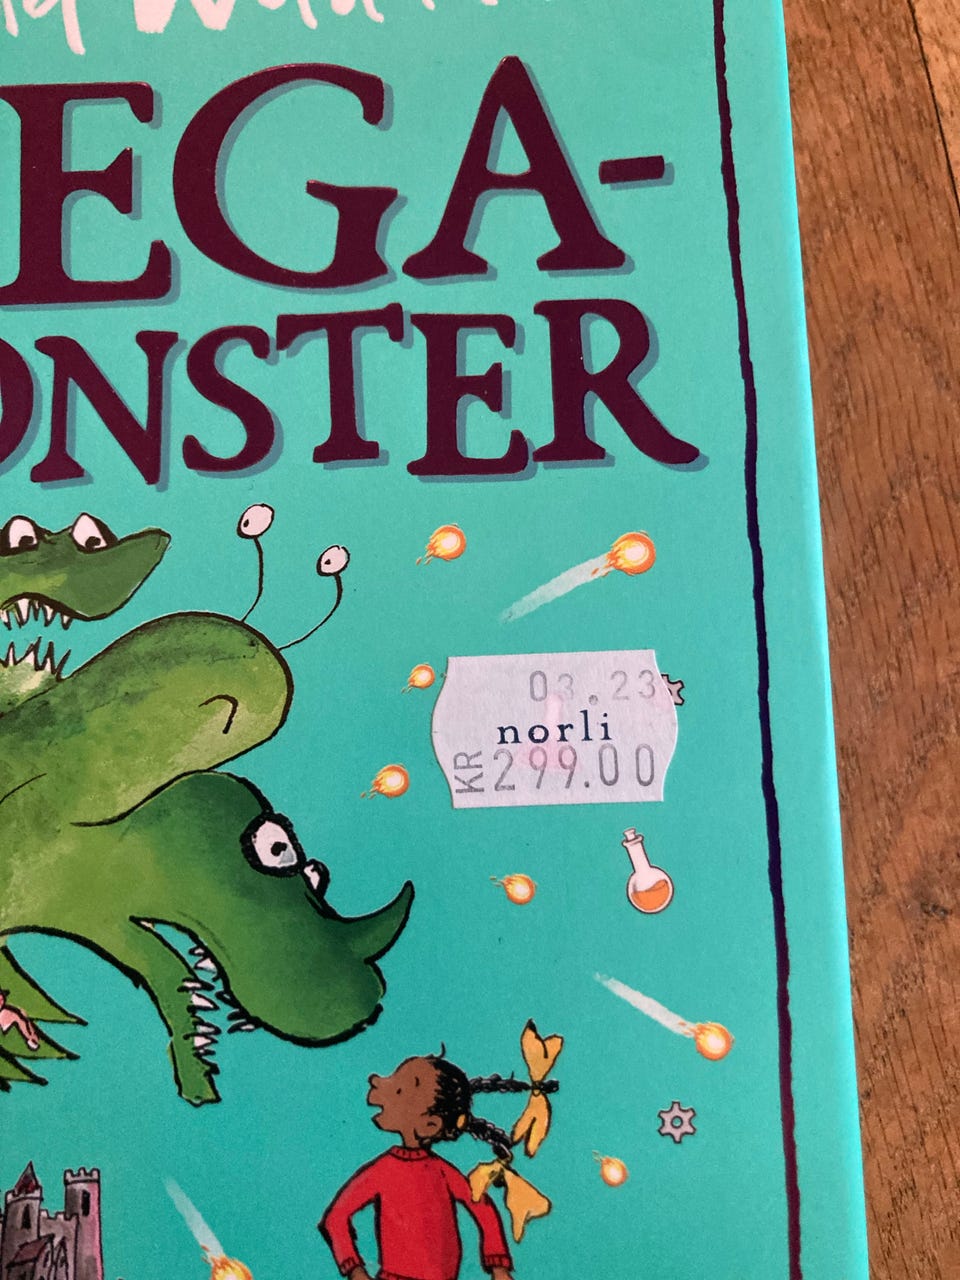 EGA-
ONSTER
03.23
norli
KR 299.00